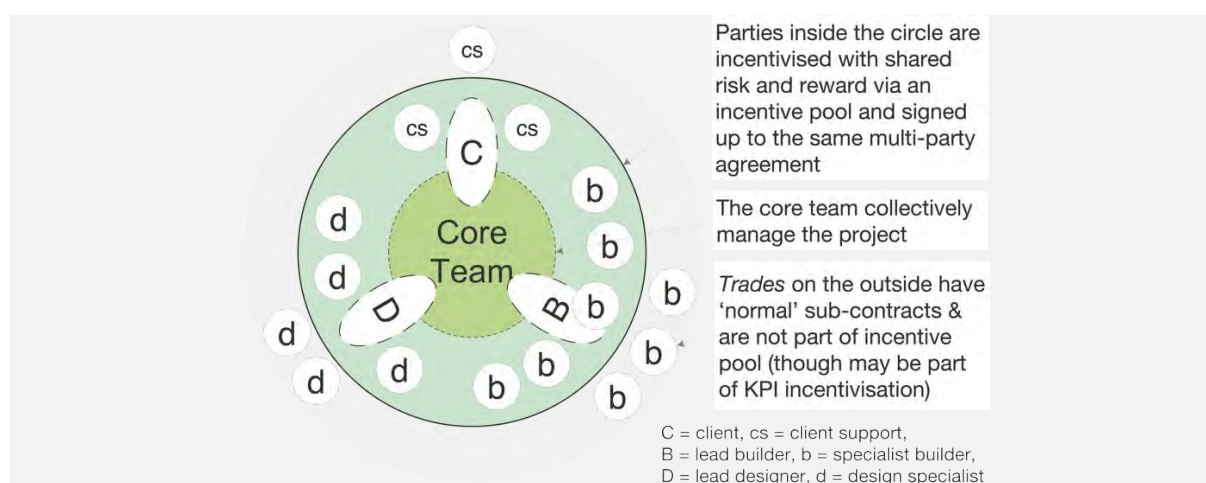 cs
cs
C
cs
b
d
Core
Team
b
d
b
b
D
B
b
d
b
d
b
d
b
b
Parties inside the circle are
incentivised with shared
risk and reward via an
incentive pool and signed
up to the same multi-party
agreement
The core team collectively
manage the project
Trades on the outside have
‘normal’ sub-contracts &
are not part of incentive
pool (though may be part
of KPI incentivisation)
C = client, cs = client support,
B = lead builder, b = specialist builder,
D = lead designer, d = design specialist